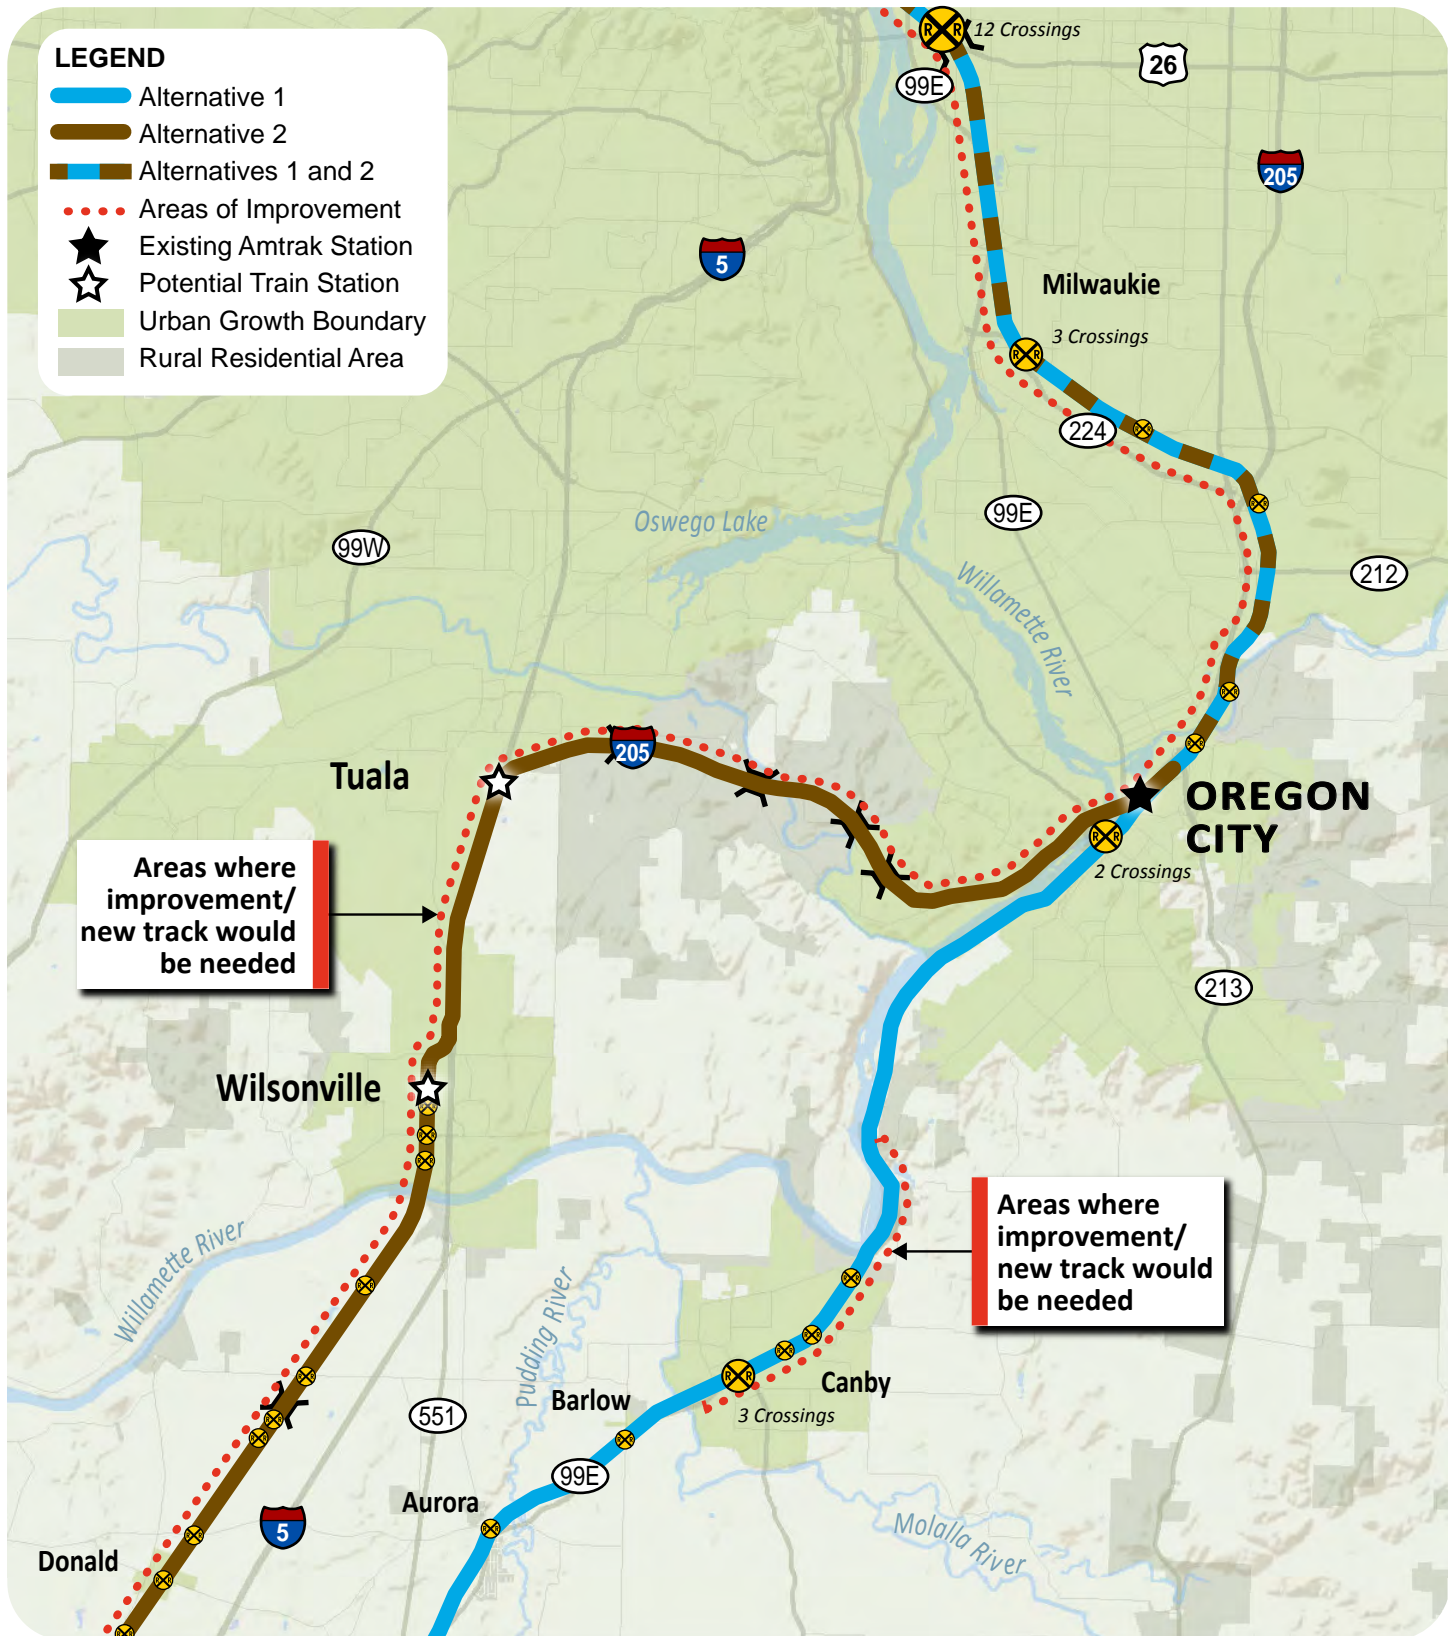 LEGEND
Alternative 1
Alternative 2
Alternatives 1 and 2
Areas of Improvement
Existing Amtrak Station
Potential Train Station
Urban Growth Boundary
Rural Residential Area
R R
12 Crossings
99E
26
205
5
Milwaukie
R R
3 Crossings
224
99W
Oswego Lake
99E
212
Willamette River
205
Tuala
OREGON
CITY
R R
2 Crossings
Areas where
improvement/
new track would
be needed
213
Wilsonville
Areas where
improvement/
new track would
be needed
Willamette River
Pudding River
Canby
Barlow
R R
3 Crossings
551
99E
Aurora
5
Molalla River
Donald